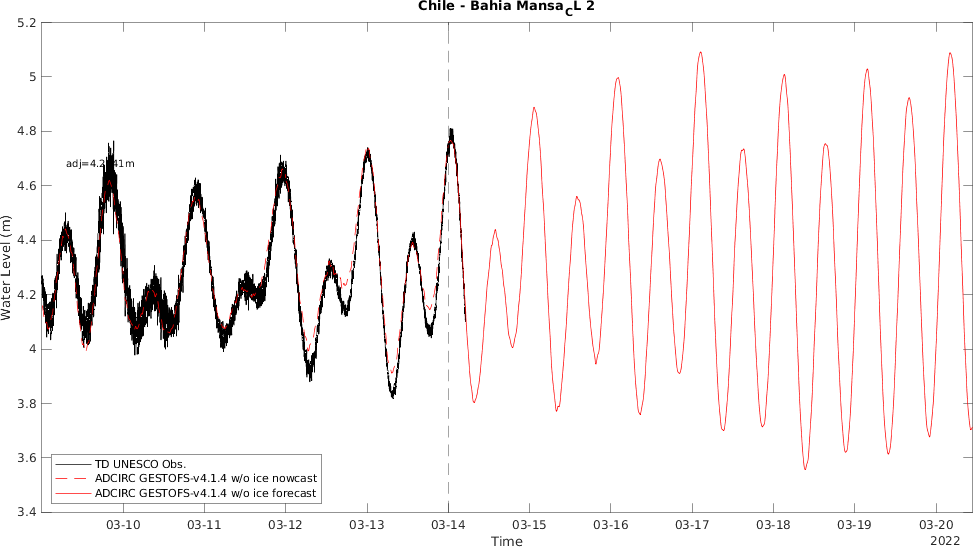 Chile - Bahia MansaCL 2
5.2
5
4.8
4.6
4.4
4.2
4
3.8
3.6
3.4
Water Level (m)
TD UNESCO Obs.
ADCIRC GESTOFS-v4.1.4 w/o ice nowcast
ADCIRC GESTOFS-v4.1.4 w/o ice forecast
03-10 03-11 03-12 03-13 03-14 03-15 03-16 03-17 03-18 03-19 03-20
Time
2022